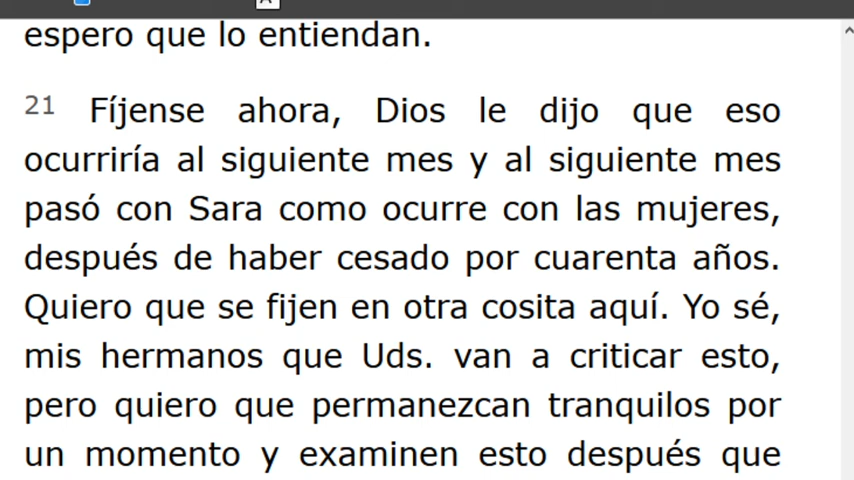 espero que lo entiendan.
21 Fíjense ahora, Dios le dijo que eso
ocurriría al siguiente mes y al siguiente mes
pasó con Sara como ocurre con las mujeres,
después de haber cesado por cuarenta años.
Quiero que se fijen en otra cosita aquí. Yo sé,
mis hermanos que Uds. van a criticar esto,
pero quiero que permanezcan tranquilos por
un momento y examinen esto después que